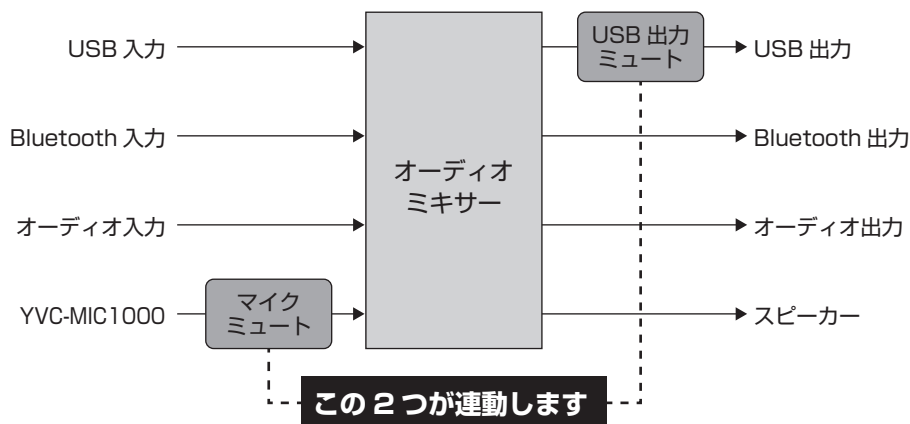 USB 入力
Bluetooth 入力
オーディオ入力
YVC-MIC1000
マイク
ミュート
オーディオ
ミキサー
USB 出力
ミュート
USB 出力
Bluetooth 出力
オーディオ出力
スピーカー
この 2 つが連動します